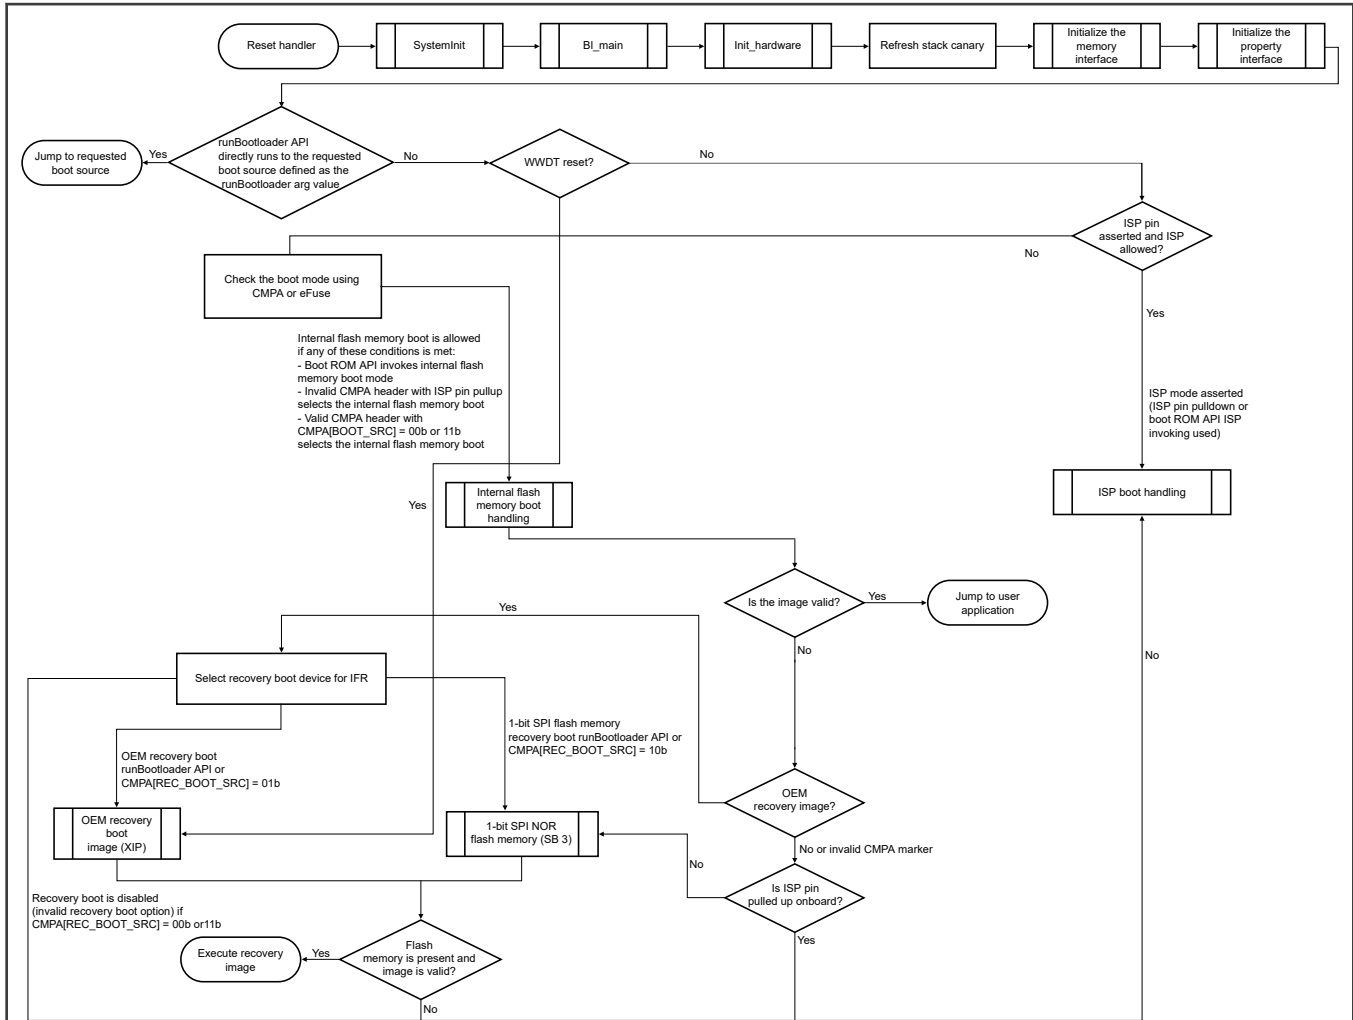 Reset handler
SystemInit
BI_main
Init_hardware
Refresh stack canary
Initialize the
memory
interface
Initialize the
property
interface
Jump to requested
boot source
Yes
runBootloader API
directly runs to the requested
boot source defined as the
runBootloader arg value
No
WWDT reset?
No
ISP pin
asserted and ISP
allowed?
No
Check the boot mode using
CMPA or eFuse
Yes
Internal flash memory boot is allowed
if any of these conditions is met:
- Boot ROM API invokes internal flash
memory boot mode
- Invalid CMPA header with ISP pin pullup
selects the internal flash memory boot
- Valid CMPA header with
CMPA[BOOT_SRC] = 00b or 11b
selects the internal flash memory boot
ISP mode asserted
(ISP pin pulldown or
boot ROM API ISP
invoking used)
Yes
Internal flash
memory boot
handling
ISP boot handling
Is the image valid?
Yes
Jump to user
application
Yes
No
No
Select recovery boot device for IFR
1-bit SPI flash memory
recovery boot runBootloader API or
CMPA[REC_BOOT_SRC] = 10b
OEM recovery boot
runBootloader API or
CMPA[REC_BOOT_SRC] = 01b
OEM
recovery image?
OEM recovery
boot
image (XIP)
1-bit SPI NOR
flash memory (SB 3)
No or invalid CMPA marker
No
Is ISP pin
pulled up onboard?
Recovery boot is disabled
(invalid recovery boot option) if
CMPA[REC_BOOT_SRC] = 00b or11b
Yes
Execute recovery
image
Yes
Flash
memory is present and
image is valid?
No